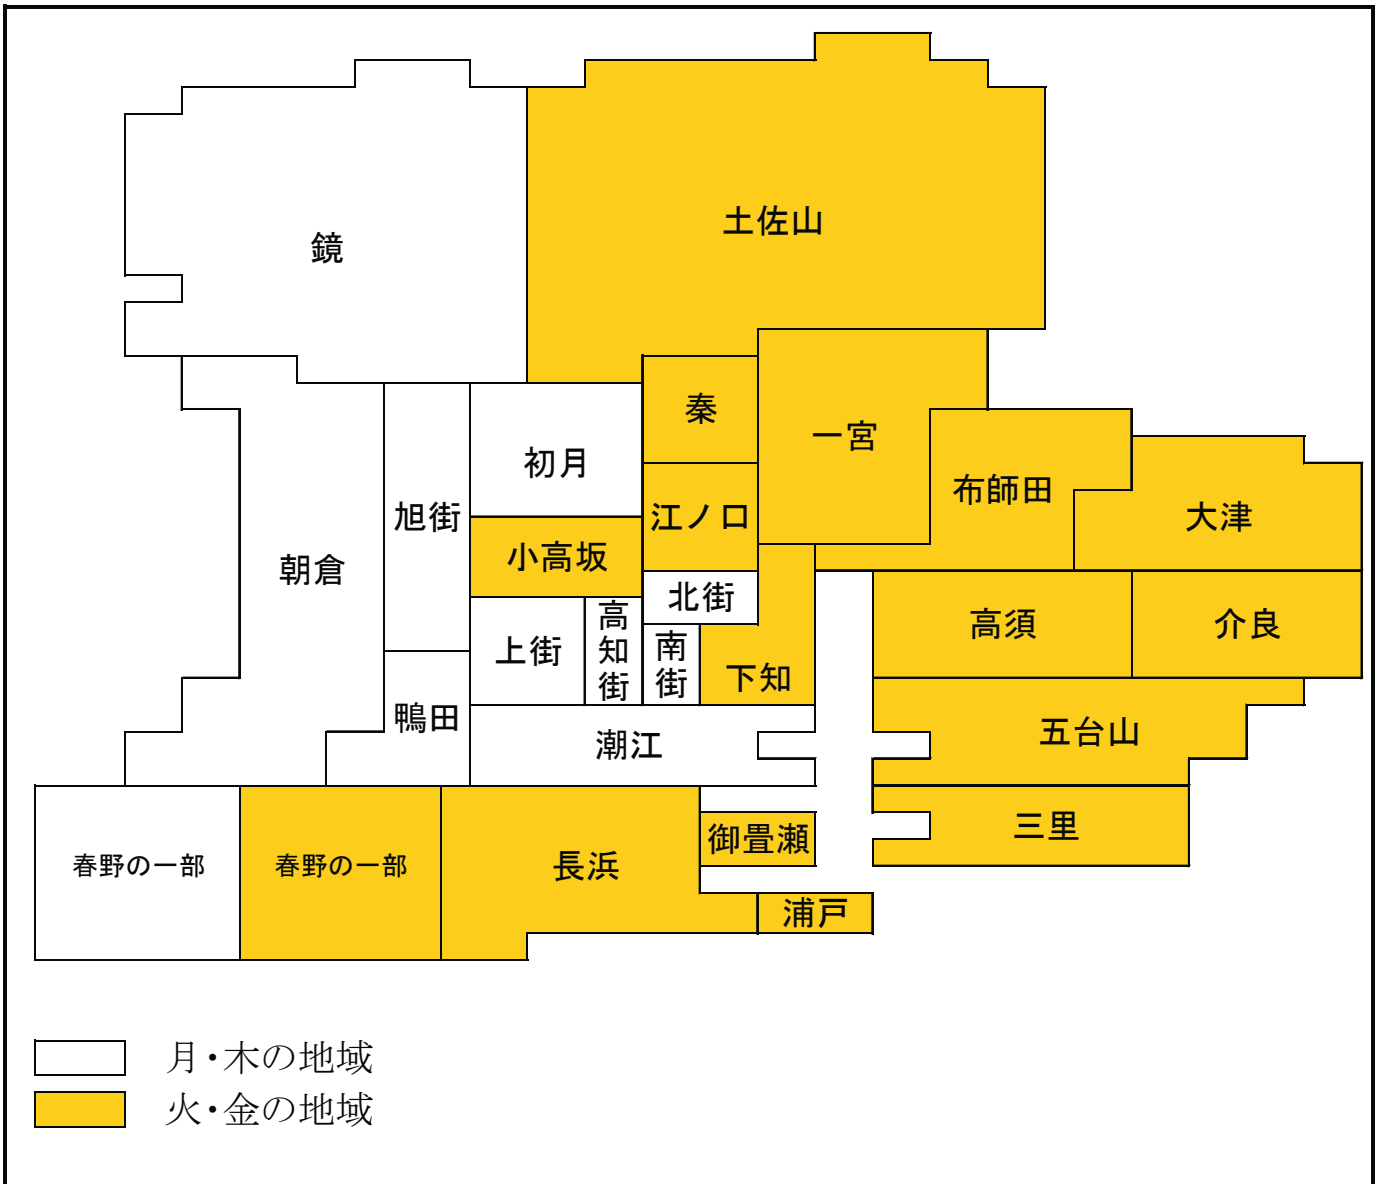 土佐山
鏡
秦
一宮
初月
布師田
旭街
江ノ口
大津
小高坂
朝倉
北街
高知街
高須
介良
上街
南街
下知
鴨田
潮江
五台山
御畳瀬
三里
春野の一部
春野の一部
長浜
浦戸
月・木の地域
火・金の地域